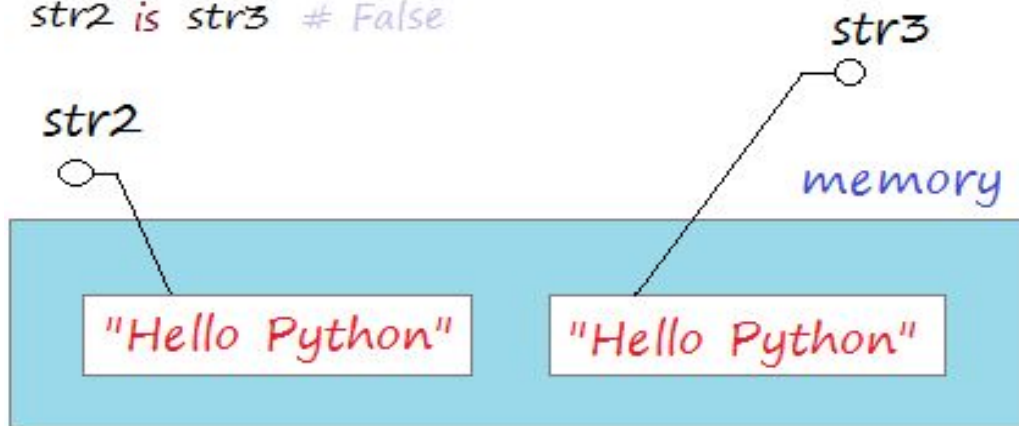 str2 is str3 # False
str3
str2
memory
"Hello Python" "Hello Python"